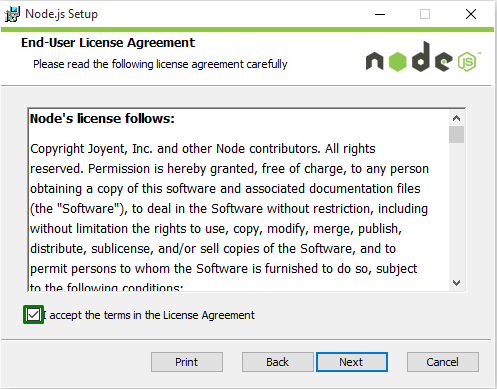 Node.js Setup
End-User License Agreement
Please read the following license agreement carefully
node
JS
Node's license follows:
Copyright Joyent, Inc. and other Node contributors. All rights
reserved. Permission is hereby granted, free of charge, to any person
obtaining a copy of this software and associated documentation files
(the "Software"), to deal in the Software without restriction, including
without limitation the rights to use, copy, modify, merge, publish,
distribute, sublicense, and/or sell copies of the Software, and to
permit persons to whom the Software is furnished to do so, subject
to the following conditions:
I accept the terms in the License Agreement
Print
Back
Next
Cancel